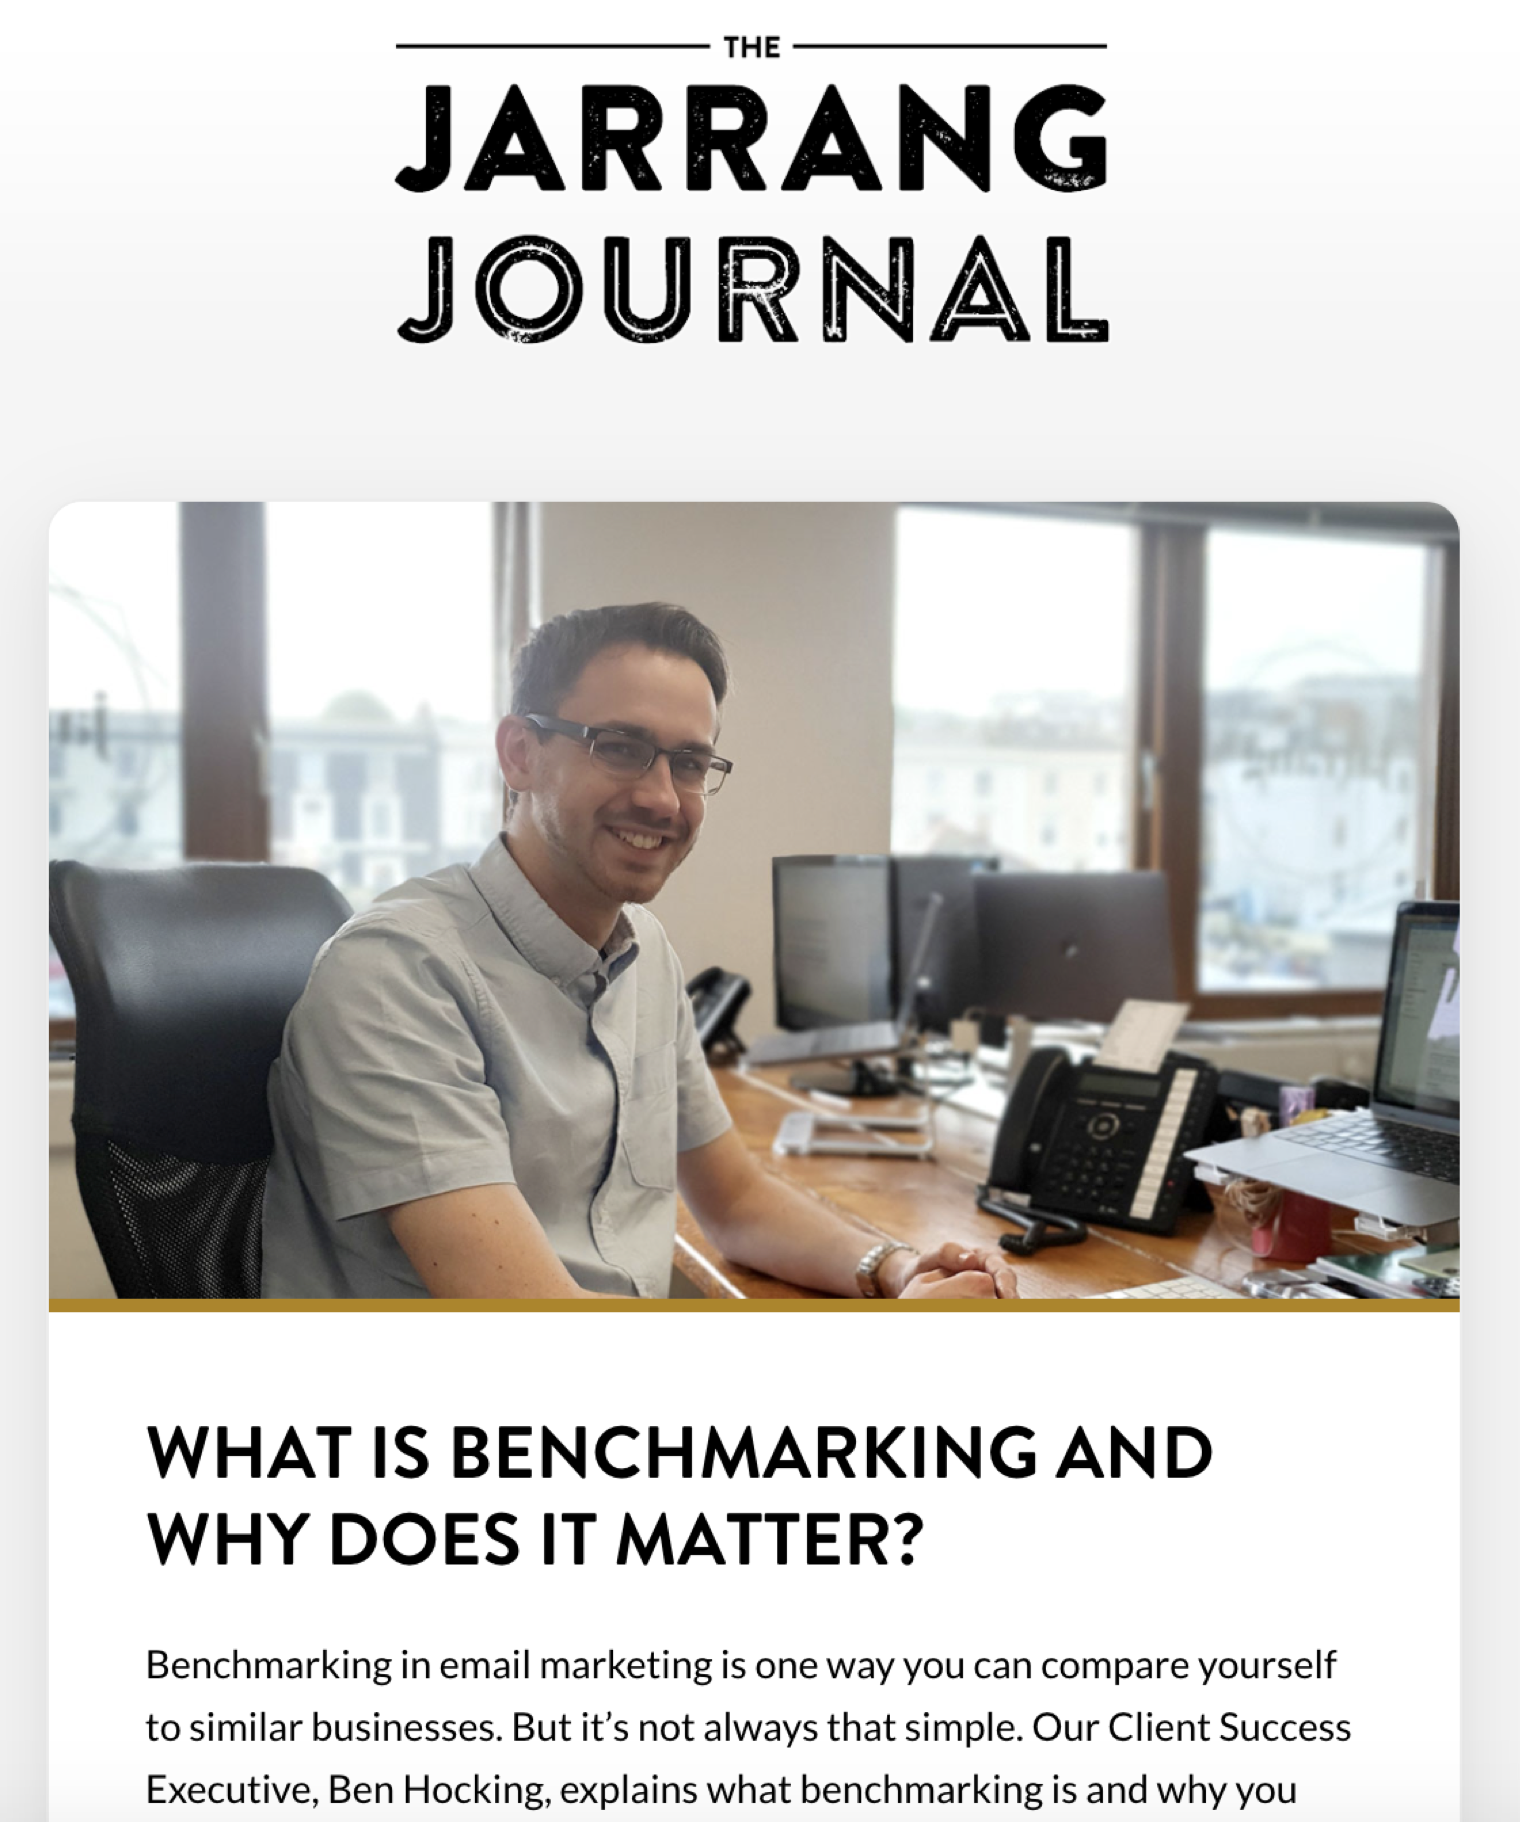 THE
JARRANG
JOURNAL
WHAT IS BENCHMARKING AND
WHY DOES IT MATTER?
Benchmarking in email marketing is one way you can compare yourself
to similar businesses. But it’s not always that simple. Our Client Success
Executive, Ben Hocking, explains what benchmarking is and why you